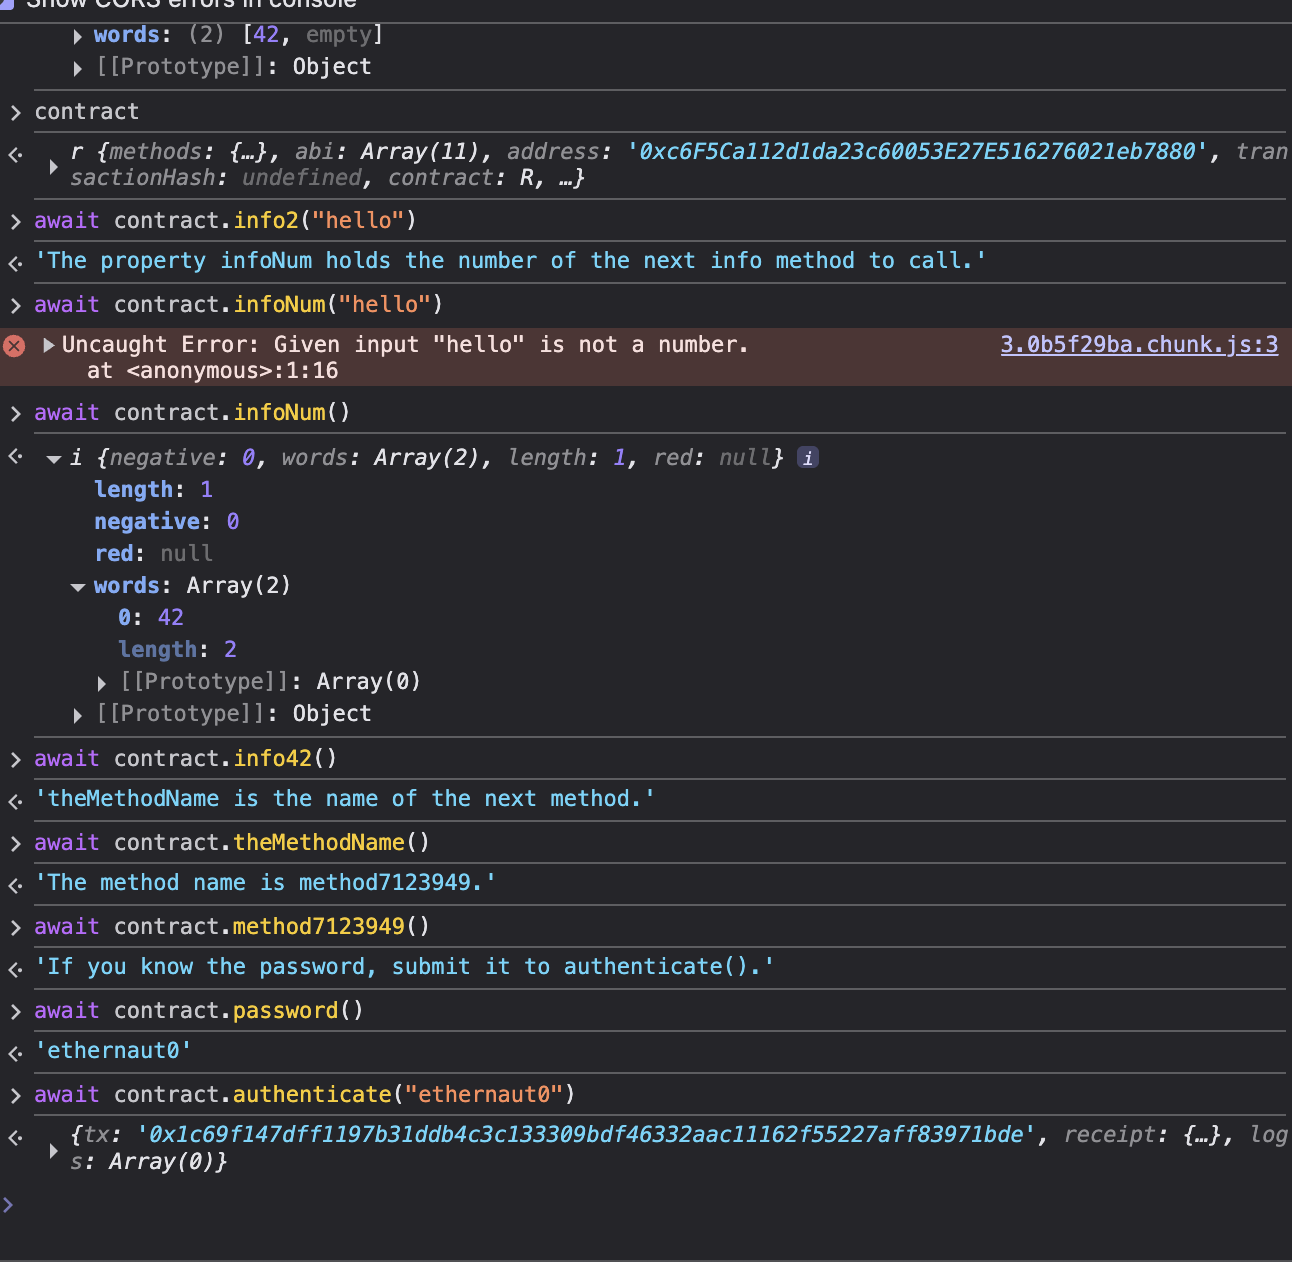 Show CORS errors in console
words: (2) [42, empty]
[[Prototype]]: Object
contract
r {methods: {…}, abi: Array(11), address: '0xc6F5Ca112d1da23c60053E27E516276021eb7880', tran
sactionHash: undefined, contract: R, …}
await contract.info2("hello")
'The property infoNum holds the number of the next info method to call.'
await contract.infoNum("hello")
Uncaught Error: Given input "hello" is not a number. 3.0b5f29ba.chunk.js:3
at <anonymous>:1:16
await contract.infoNum()
i {negative: 0, words: Array(2), length: 1, red: null} i
length: 1
negative: 0
red: null
words: Array(2)
0: 42
length: 2
[[Prototype]]: Array(0)
[[Prototype]]: Object
await contract.info42()
'theMethodName is the name of the next method.'
await contract.theMethodName()
'The method name is method7123949.'
await contract.method7123949()
'If you know the password, submit it to authenticate().'
await contract.password()
'ethernaut0'
await contract.authenticate("ethernaut0")
{tx: '0x1c69f147dff1197b31ddb4c3c133309bdf46332aac11162f55227aff83971bde', receipt: {…}, log
s: Array(0)}